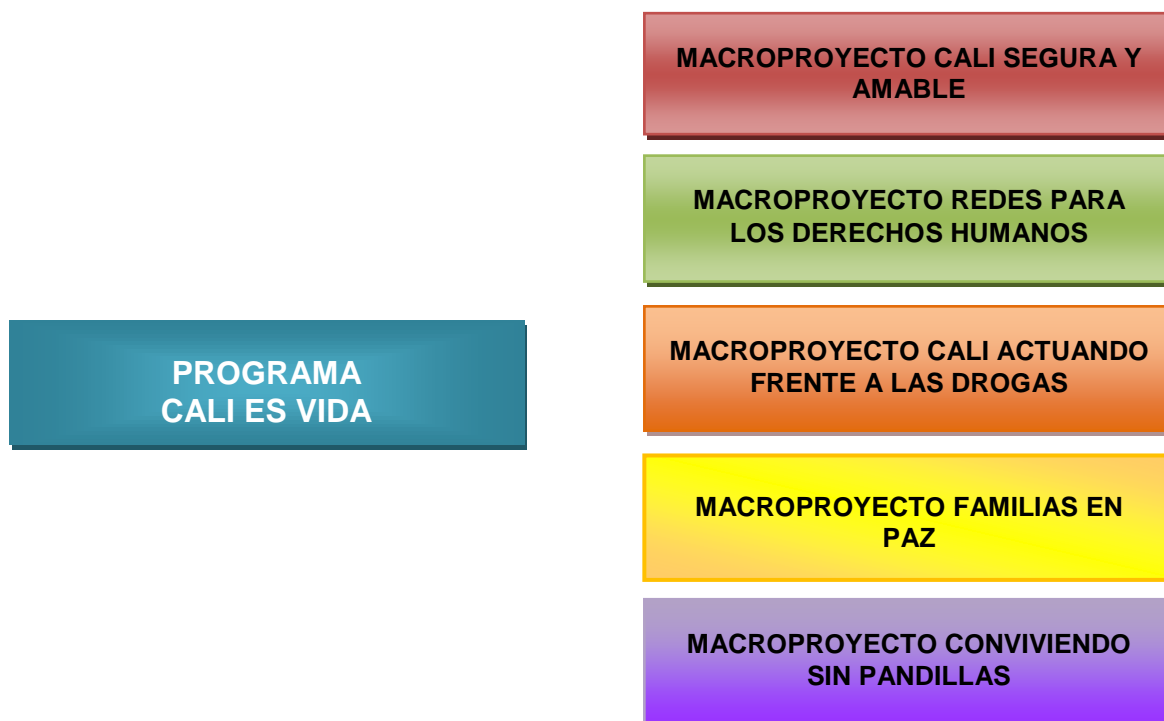 PROGRAMA
CALI ES VIDA
MACROPROYECTO CALI SEGURA Y
AMABLE
MACROPROYECTO REDES PARA
LOS DERECHOS HUMANOS
MACROPROYECTO CALI ACTUANDO
FRENTE A LAS DROGAS
MACROPROYECTO FAMILIAS EN
PAZ
MACROPROYECTO CONVIVIENDO
SIN PANDILLAS